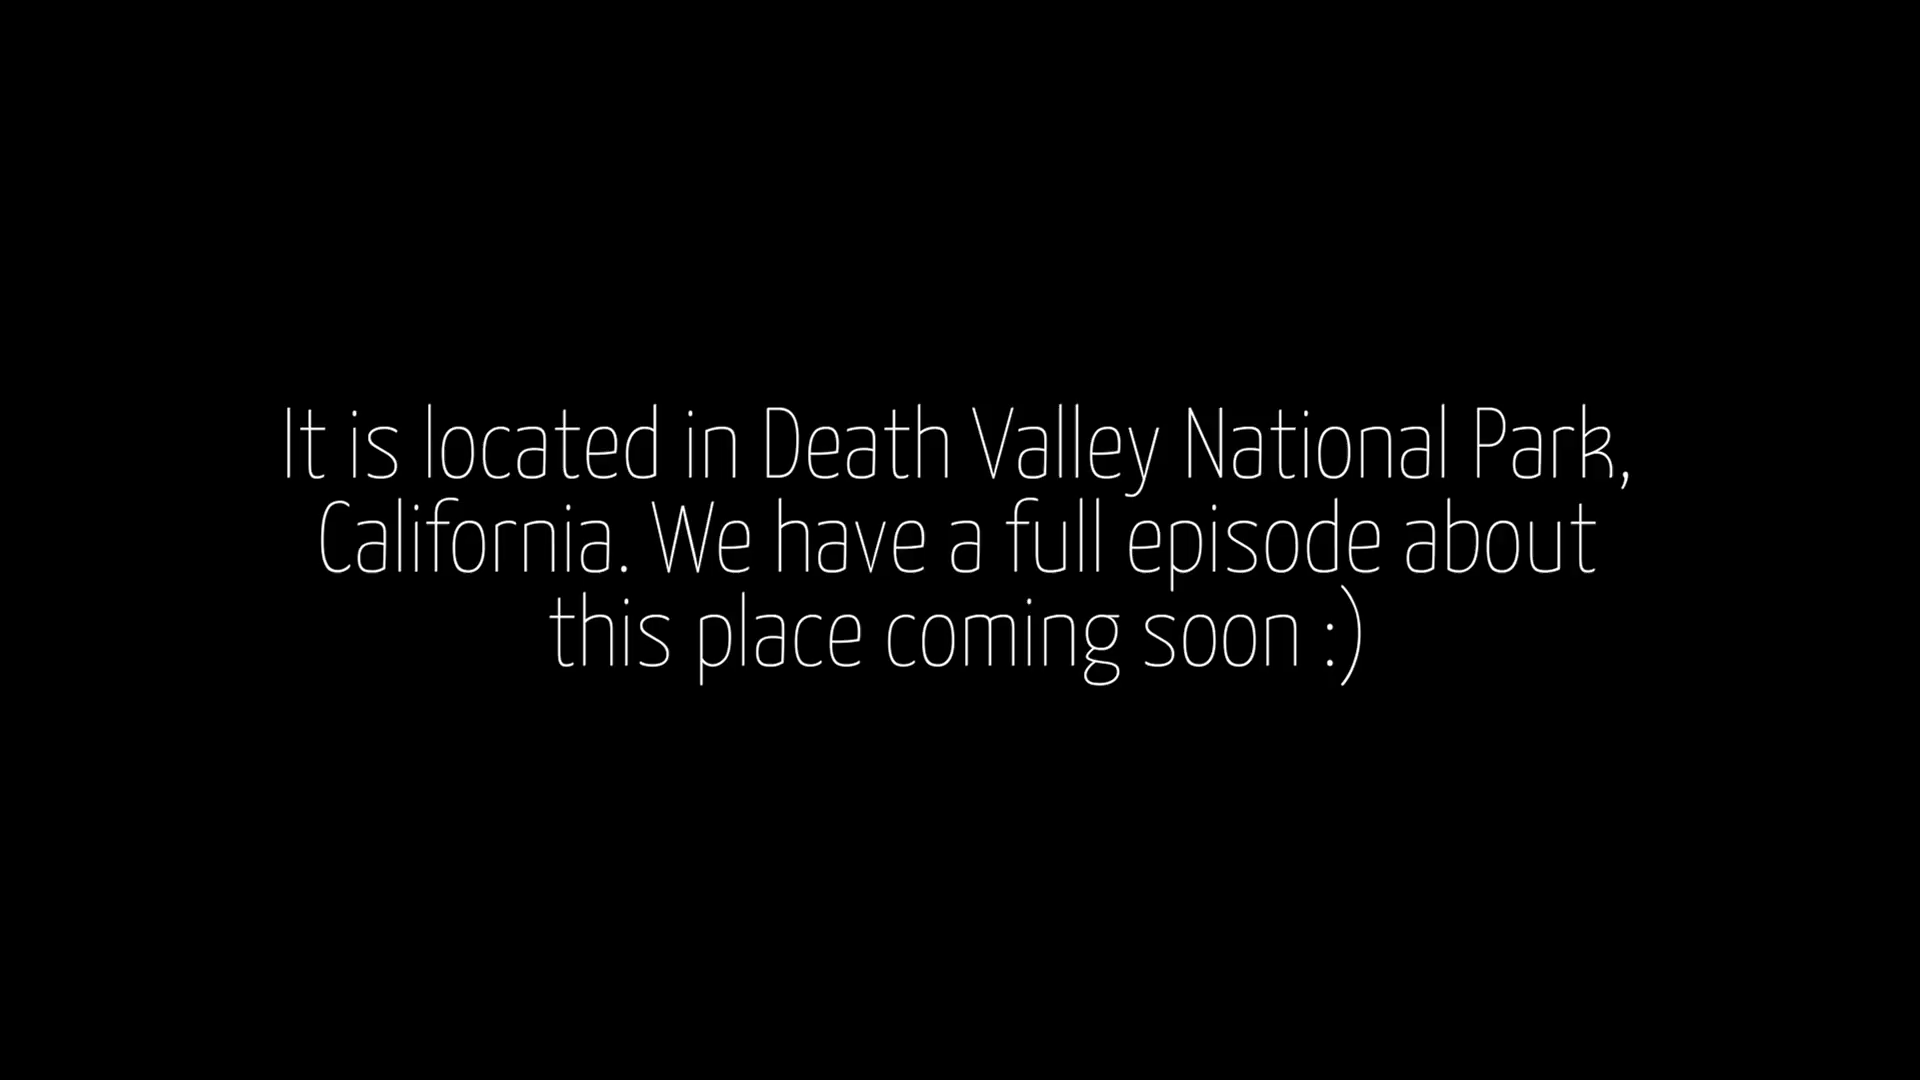 It is located in Death Valley National Park,
California. We have a full episode about
this place coming soon :)